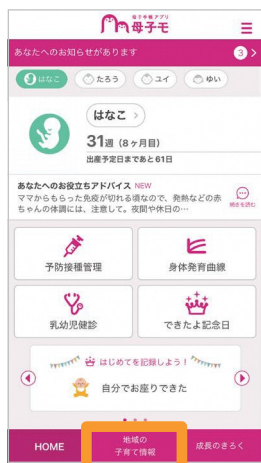 母子手帳アプリ
母子モ
あなたへのお知らせがあります
3
はなこ
たろう
ユイ
ゆい
はなこ
31週（8ヶ月目）
出産予定日まであと61日
あなたへのお役立ちアドバイス NEW
ママからもらった免疫が切れる頃なので、発熱などの赤
ちゃんの体調には、注意して。夜間や休日の…
続きを読む
予防接種管理
身体発育曲線
乳幼児健診
できたよ記念日
はじめてを記録しよう！
自分でお座りできた
HOME
地域の
子育て情報
成長のきろく